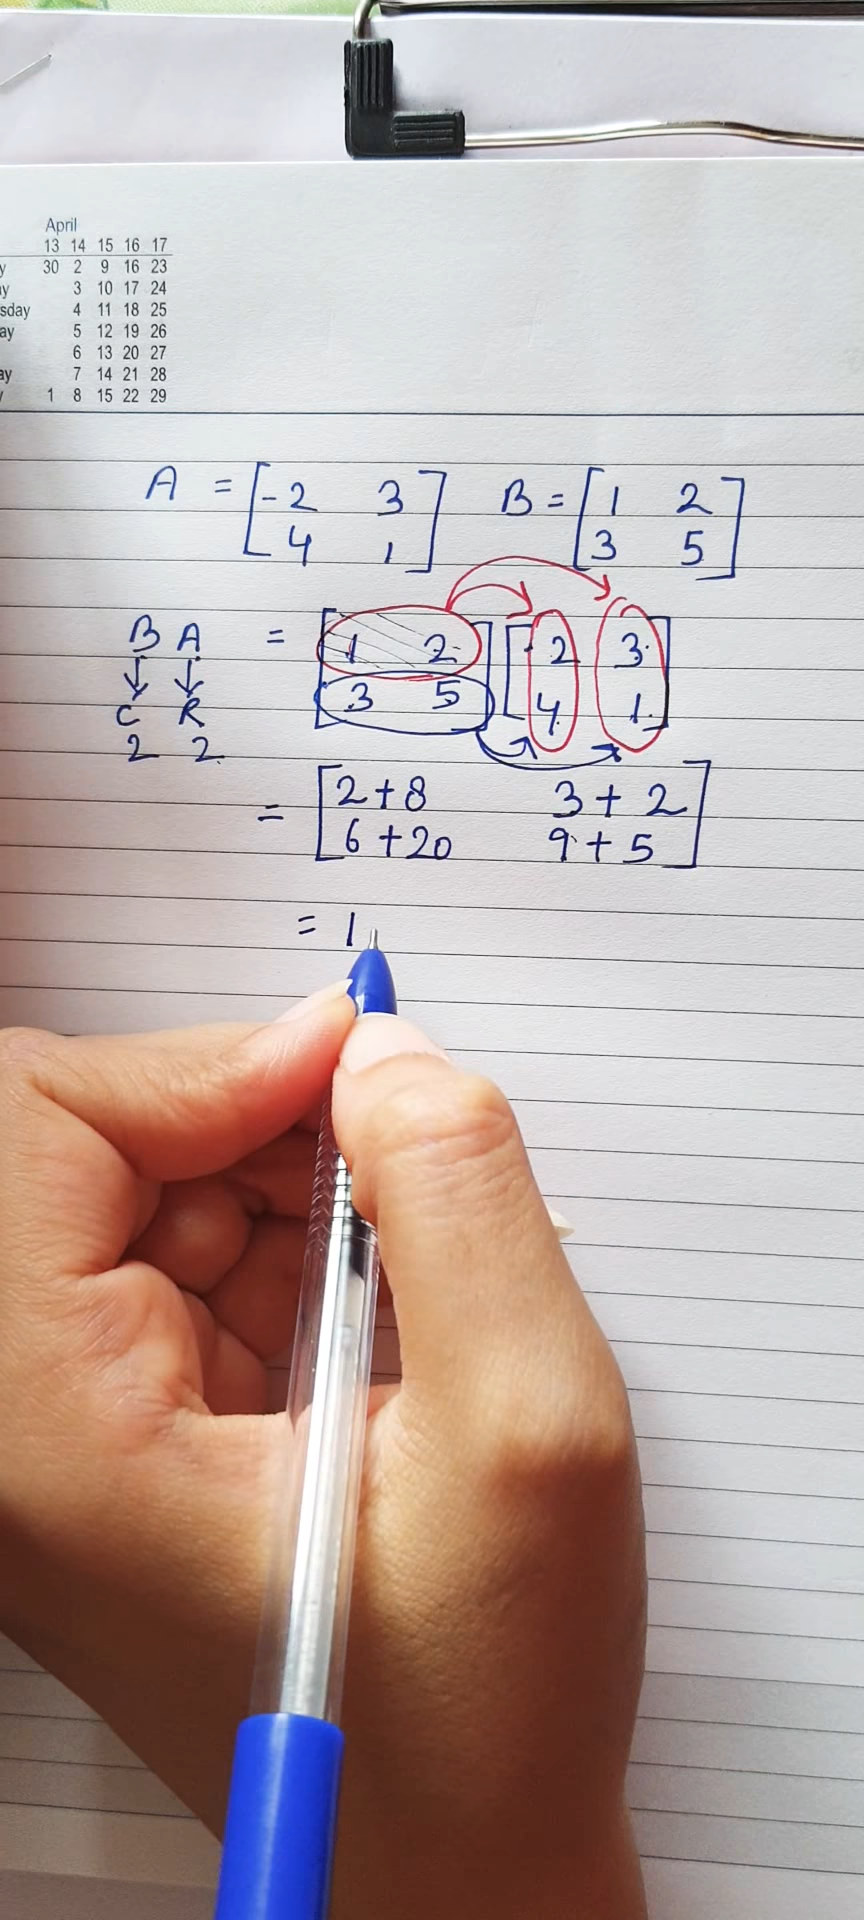 April
13 14 15 16 17
y 30 2 9 16 23
ay 3 10 17 24
sday 4 11 18 25
ay 5 12 19 26
6 13 20 27
ay 7 14 21 28
1 8 15 22 29
A = [-2 3 B = [1 2
4 1] 3 5]
B A = [1 2] [-2 3]
C R 3 5 4 1
2 2
= [2+8 3+2]
6+20 9+5
= 1